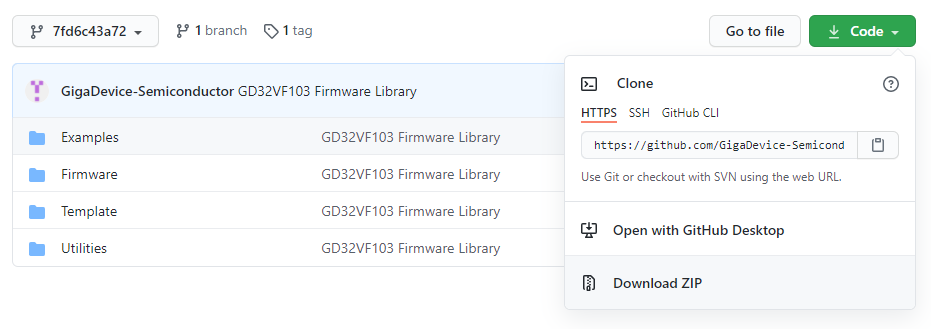 7fd6c43a72 1 branch 1 tag Go to file Code
GigaDevice-Semiconductor GD32VF103 Firmware Library
Examples GD32VF103 Firmware Library
Firmware GD32VF103 Firmware Library
Template GD32VF103 Firmware Library
Utilities GD32VF103 Firmware Library
Clone
HTTPS SSH GitHub CLI
https://github.com/GigaDevice-Semicond
Use Git or checkout with SVN using the web URL.
Open with GitHub Desktop
Download ZIP